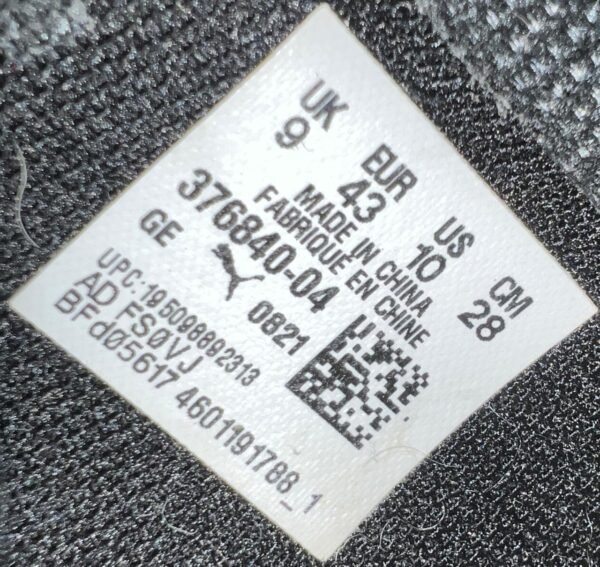 UK EUR US CM
9 43 10 28
MADE IN CHINA
FABRIQUE EN CHINE
376840-04
GE 0821
UPC:195098892313
AD FS0VJ
BFd05617 4601191788_1